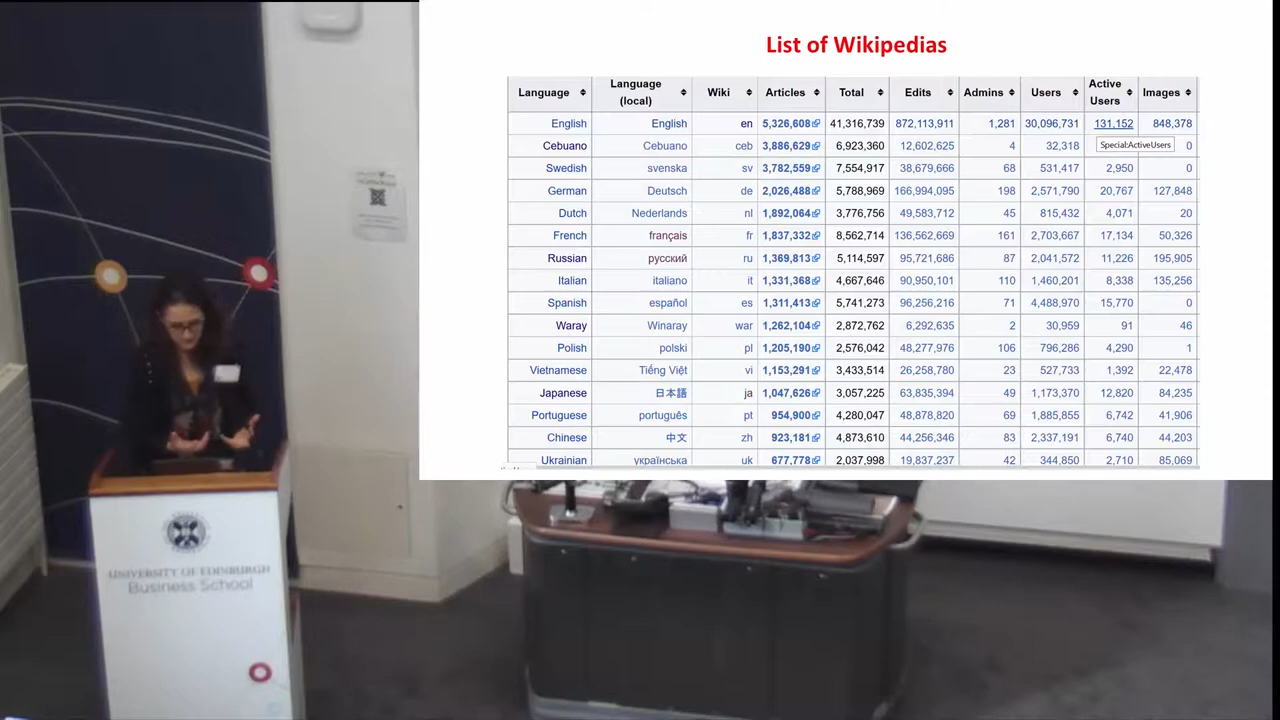 List of Wikipedias
Language Language (local) Wiki Articles Total Edits Admins Users Active Users Images
English English en 5,326,608 41,316,739 872,113,911 1,281 30,096,731 131,152 848,378
Cebuano Cebuano ceb 3,886,629 6,923,360 12,602,625 4 32,318 Special:ActiveUsers 0
Swedish svenska sv 3,782,559 7,554,917 38,679,666 68 531,417 2,950 0
German Deutsch de 2,026,488 5,788,969 166,994,095 198 2,571,790 20,767 127,848
Dutch Nederlands nl 1,892,064 3,776,756 49,583,712 45 815,432 4,071 20
French français fr 1,837,332 8,562,714 136,562,669 161 2,703,667 17,134 50,326
Russian русский ru 1,369,813 5,114,597 95,721,686 87 2,041,572 11,226 195,905
Italian italiano it 1,331,368 4,667,646 90,950,101 110 1,460,201 8,338 135,256
Spanish español es 1,311,413 5,741,273 96,256,216 71 4,488,970 15,770 0
Waray Winaray war 1,262,104 2,872,762 6,292,635 2 30,959 91 46
Polish polski pl 1,205,190 2,576,042 48,277,976 106 796,286 4,290 1
Vietnamese Tiếng Việt vi 1,153,291 3,433,514 26,258,780 23 527,733 1,392 22,478
Japanese 日本語 ja 1,047,626 3,057,225 63,835,394 49 1,173,370 12,820 84,235
Portuguese português pt 954,900 4,280,047 48,878,820 69 1,885,855 6,742 41,906
Chinese 中文 zh 923,181 4,873,610 44,256,346 83 2,337,191 6,740 44,203
Ukrainian українська uk 677,778 2,037,998 19,837,237 42 344,850 2,710 85,069
UNIVERSITY OF EDINBURGH
Business School